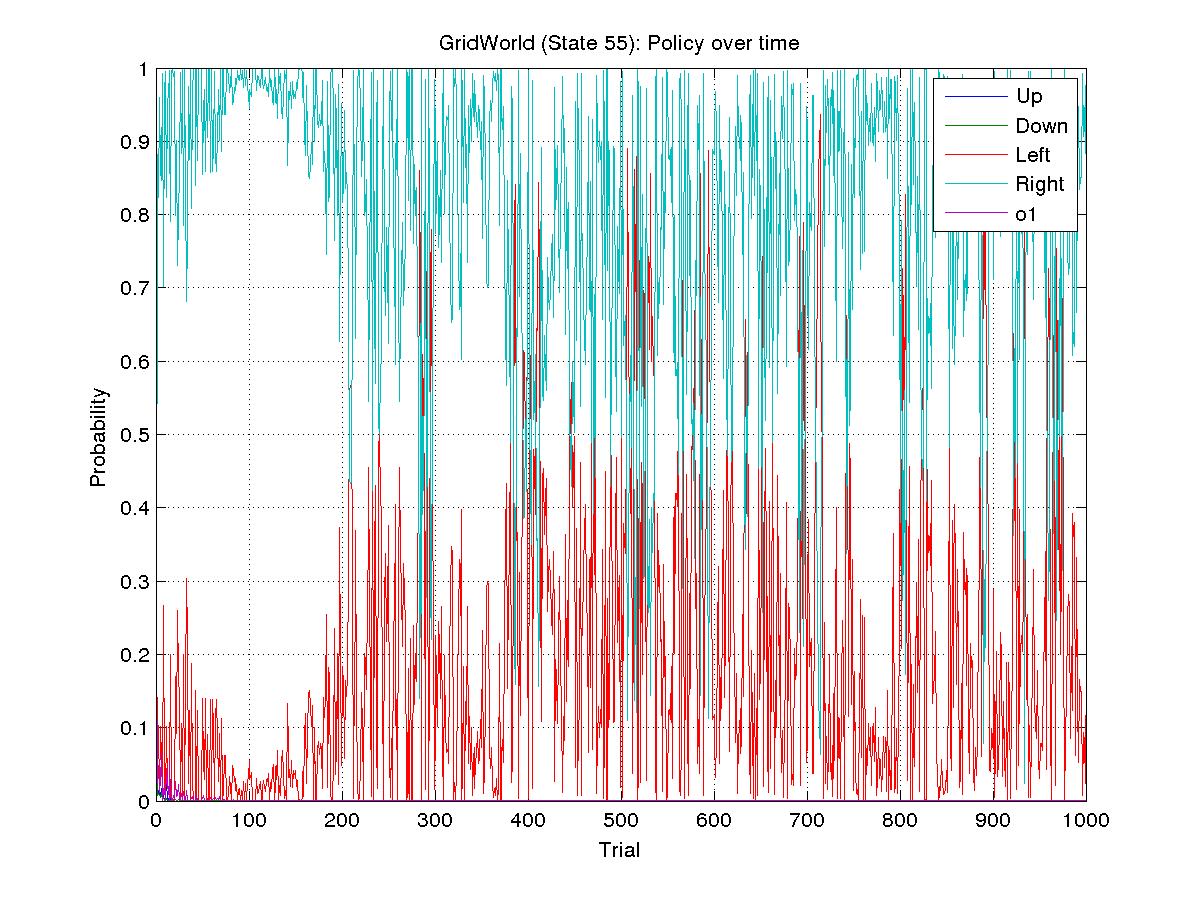 GridWorld (State 55): Policy over time
1
0.9
0.8
0.7
0.6
0.5
0.4
0.3
0.2
0.1
0
Probability
0 100 200 300 400 500 600 700 800 900 1000
Trial
Up
Down
Left
Right
o1